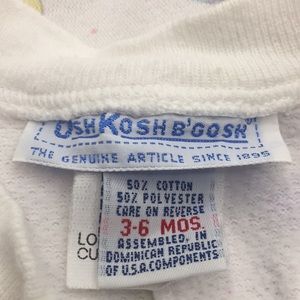 OSHKOSH B'GOSH
THE GENUINE ARTICLE SINCE 1895
50% COTTON
50% POLYESTER
CARE ON REVERSE
3-6 MOS.
ASSEMBLED IN
DOMINICAN REPUBLIC
OF U.S.A. COMPONENTS
LO
CU